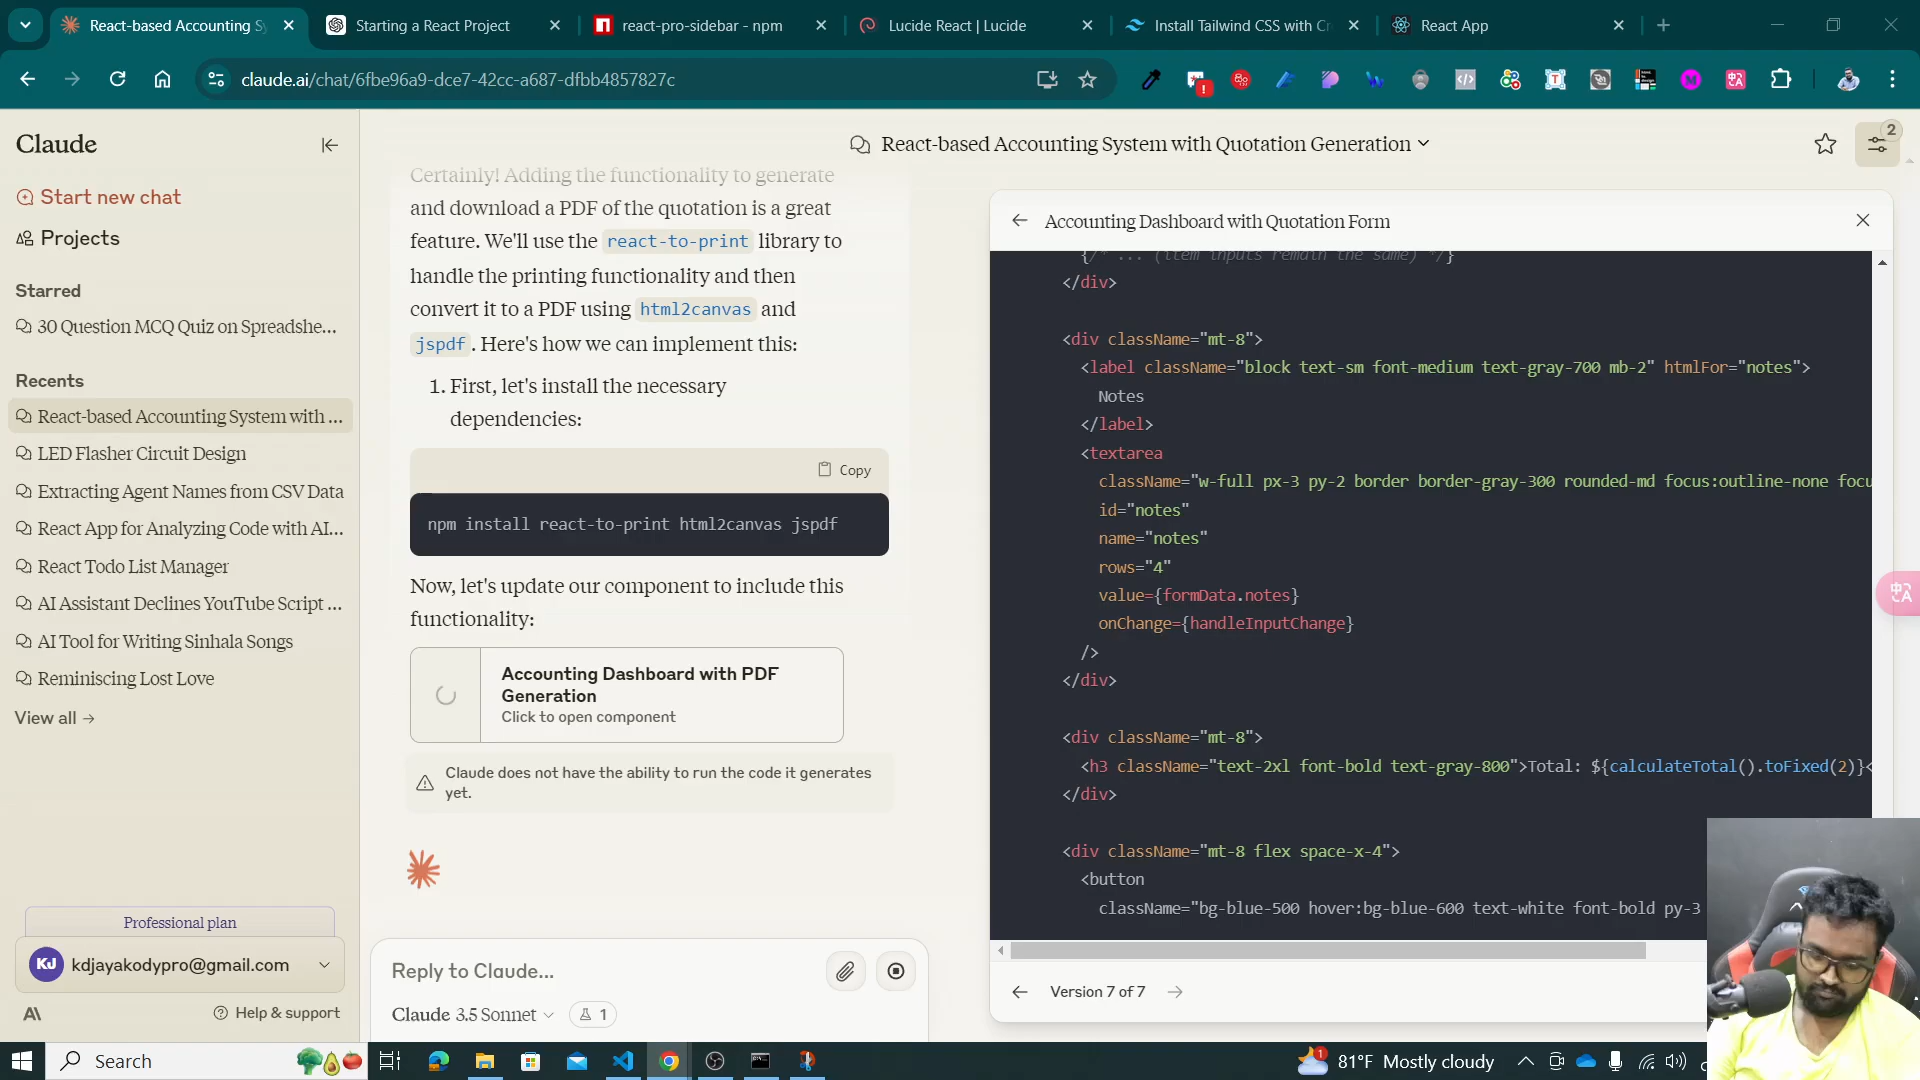 React-based Accounting Sy
Starting a React Project
react-pro-sidebar - npm
Lucide React | Lucide
Install Tailwind CSS with Cr
React App
claude.ai/chat/6fbe96a9-dce7-42cc-a687-dfbb4857827c
Claude
Start new chat
Projects
Starred
30 Question MCQ Quiz on Spreadshe...
Recents
React-based Accounting System with ...
LED Flasher Circuit Design
Extracting Agent Names from CSV Data
React App for Analyzing Code with AI...
React Todo List Manager
AI Assistant Declines YouTube Script ...
AI Tool for Writing Sinhala Songs
Reminiscing Lost Love
View all →
Professional plan
KJ kdjayakodypro@gmail.com
Help & support
React-based Accounting System with Quotation Generation
2
Certainly! Adding the functionality to generate
and download a PDF of the quotation is a great
feature. We'll use the react-to-print library to
handle the printing functionality and then
convert it to a PDF using html2canvas and
jspdf. Here's how we can implement this:
1. First, let's install the necessary
dependencies:
Copy
npm install react-to-print html2canvas jspdf
Now, let's update our component to include this
functionality:
Accounting Dashboard with PDF
Generation
Click to open component
Claude does not have the ability to run the code it generates
yet.
Reply to Claude...
Claude 3.5 Sonnet
1
Accounting Dashboard with Quotation Form
{/* ... (item inputs remain the same) */}
</div>
<div className="mt-8">
<label className="block text-sm font-medium text-gray-700 mb-2" htmlFor="notes">
Notes
</label>
<textarea
className="w-full px-3 py-2 border border-gray-300 rounded-md focus:outline-none focu
id="notes"
name="notes"
rows="4"
value={formData.notes}
onChange={handleInputChange}
/>
</div>
<div className="mt-8">
<h3 className="text-2xl font-bold text-gray-800">Total: ${calculateTotal().toFixed(2)}<
</div>
<div className="mt-8 flex space-x-4">
<button
className="bg-blue-500 hover:bg-blue-600 text-white font-bold py-3
Version 7 of 7
Search
81°F Mostly cloudy